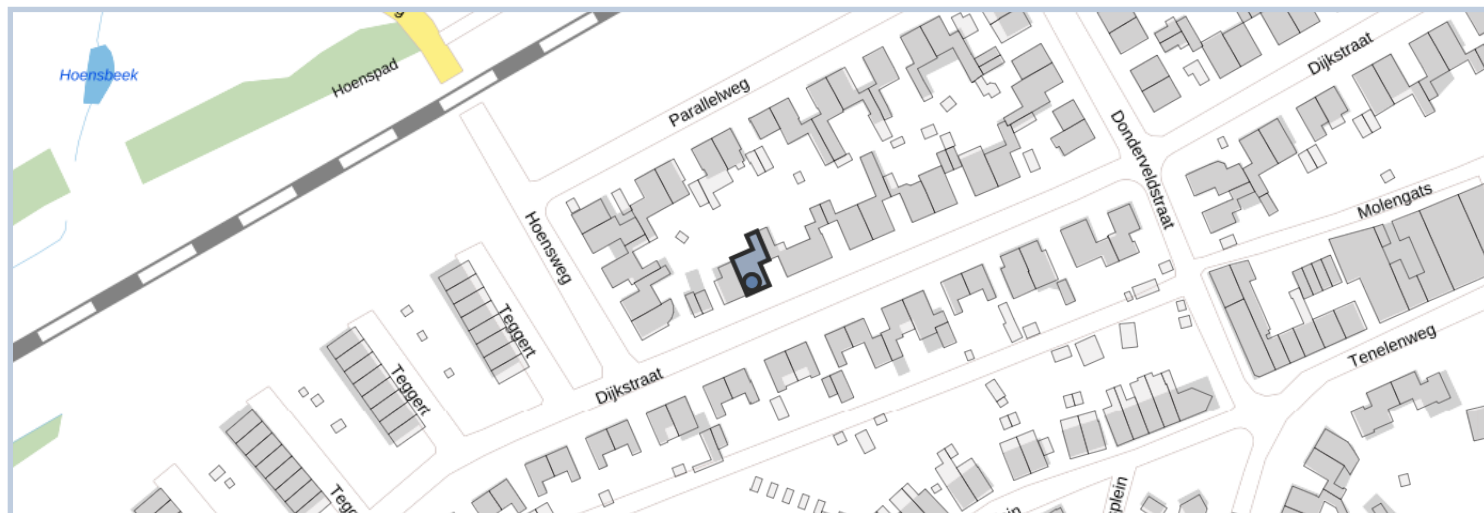 Hoensbeek
Hoenspad
Parallelweg
Dijkstraat
Donderveldstraat
Molengats
Hoensweg
Teggert
Teggert
Dijkstraat
Tenelenweg